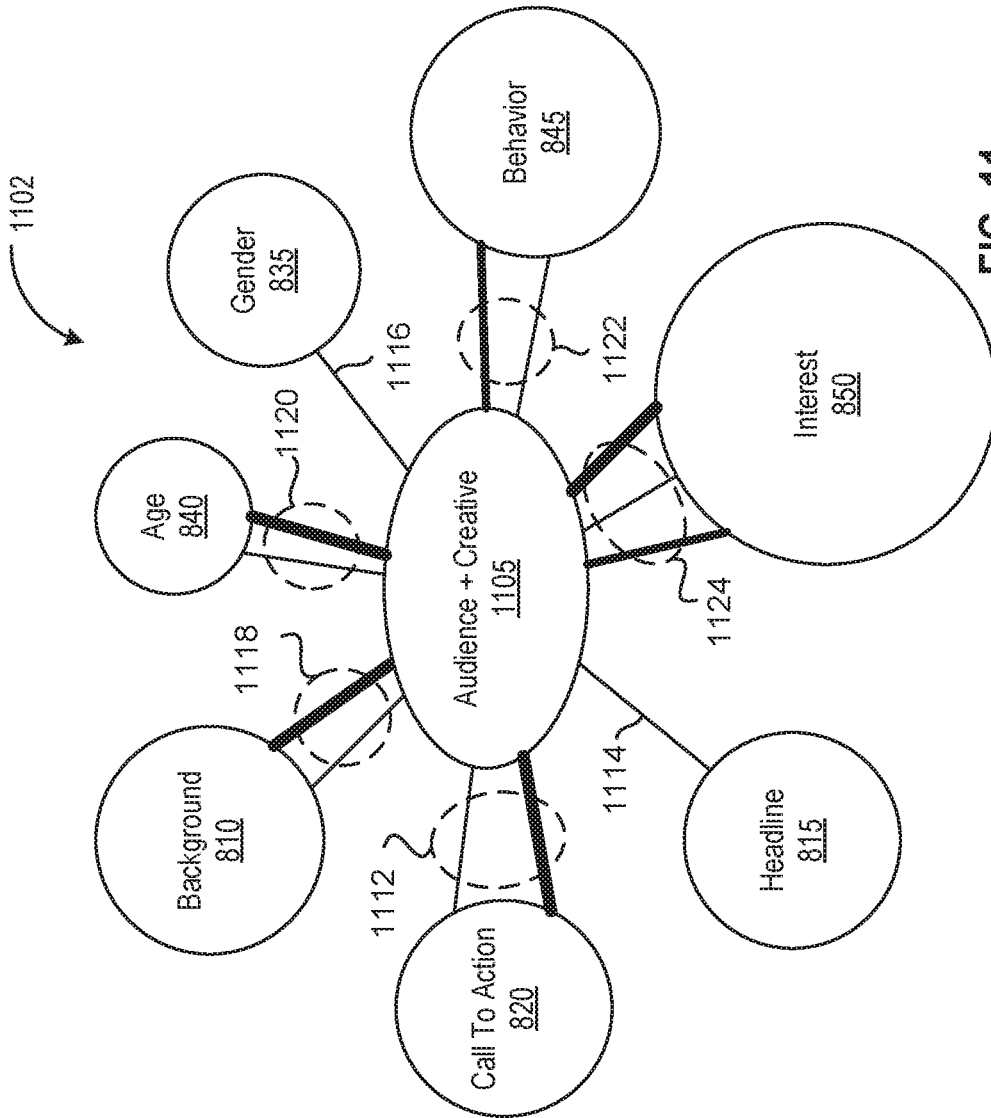 1102
Background
810
Age
840
Gender
835
1118
1120
1112
1116
Call To Action
820
Audience + Creative
1105
Behavior
845
1114
1122
1124
Headline
815
Interest
850